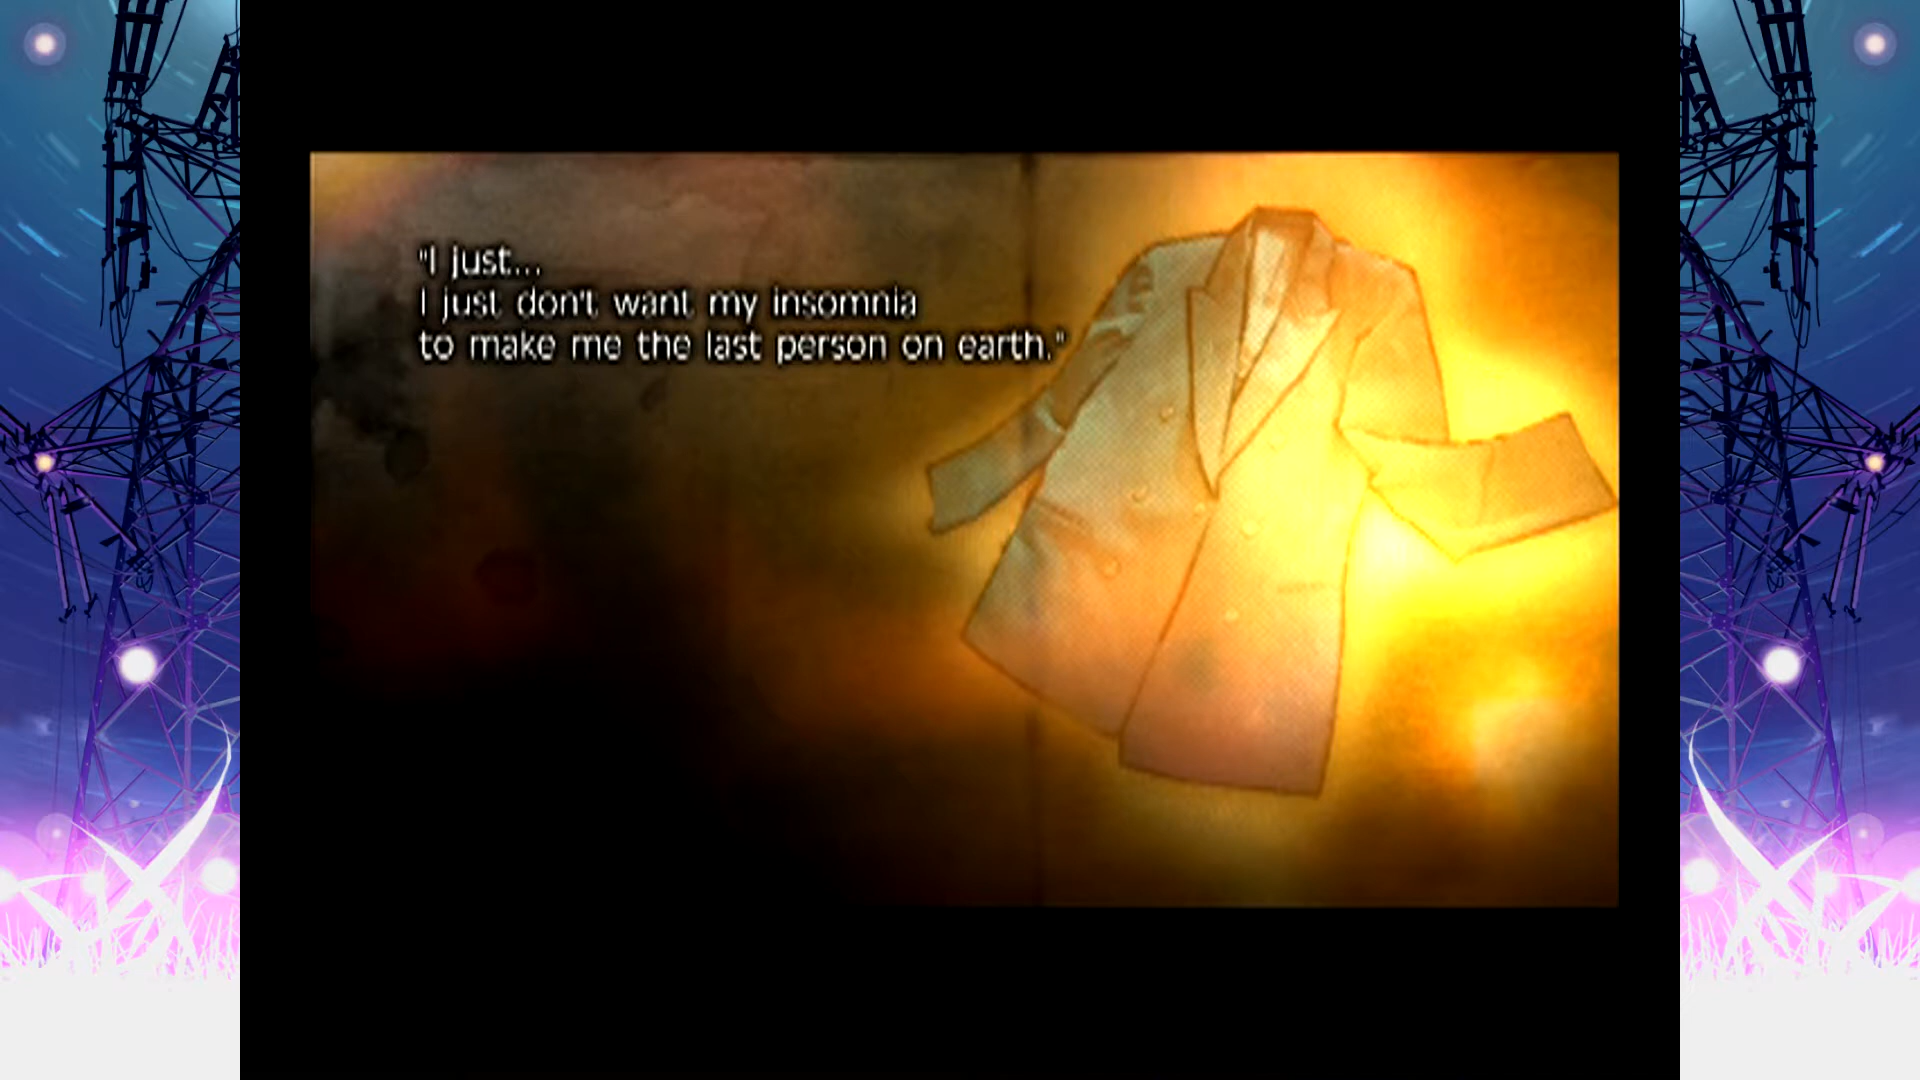 "I just...
I just don't want my insomnia
to make me the last person on earth."